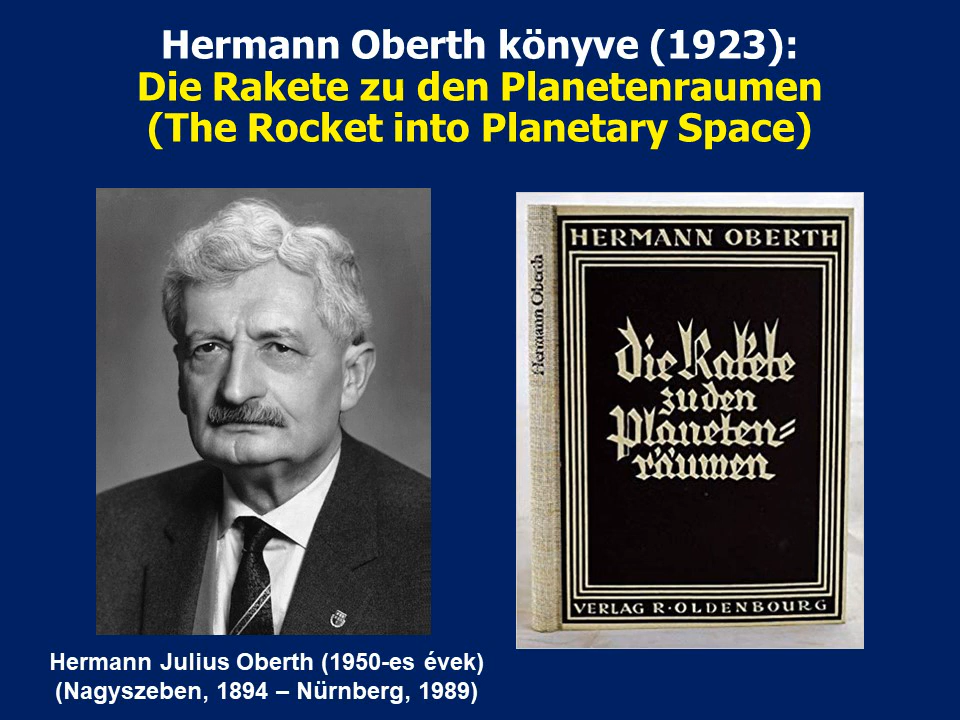 Hermann Oberth könyve (1923):
Die Rakete zu den Planetenraumen
(The Rocket into Planetary Space)
Hermann Oberth
HERMANN OBERTH
Die Rakete
zu den
Planeten=
räumen
VERLAG R·OLDENBOURG
Hermann Julius Oberth (1950-es évek)
(Nagyszeben, 1894 – Nürnberg, 1989)